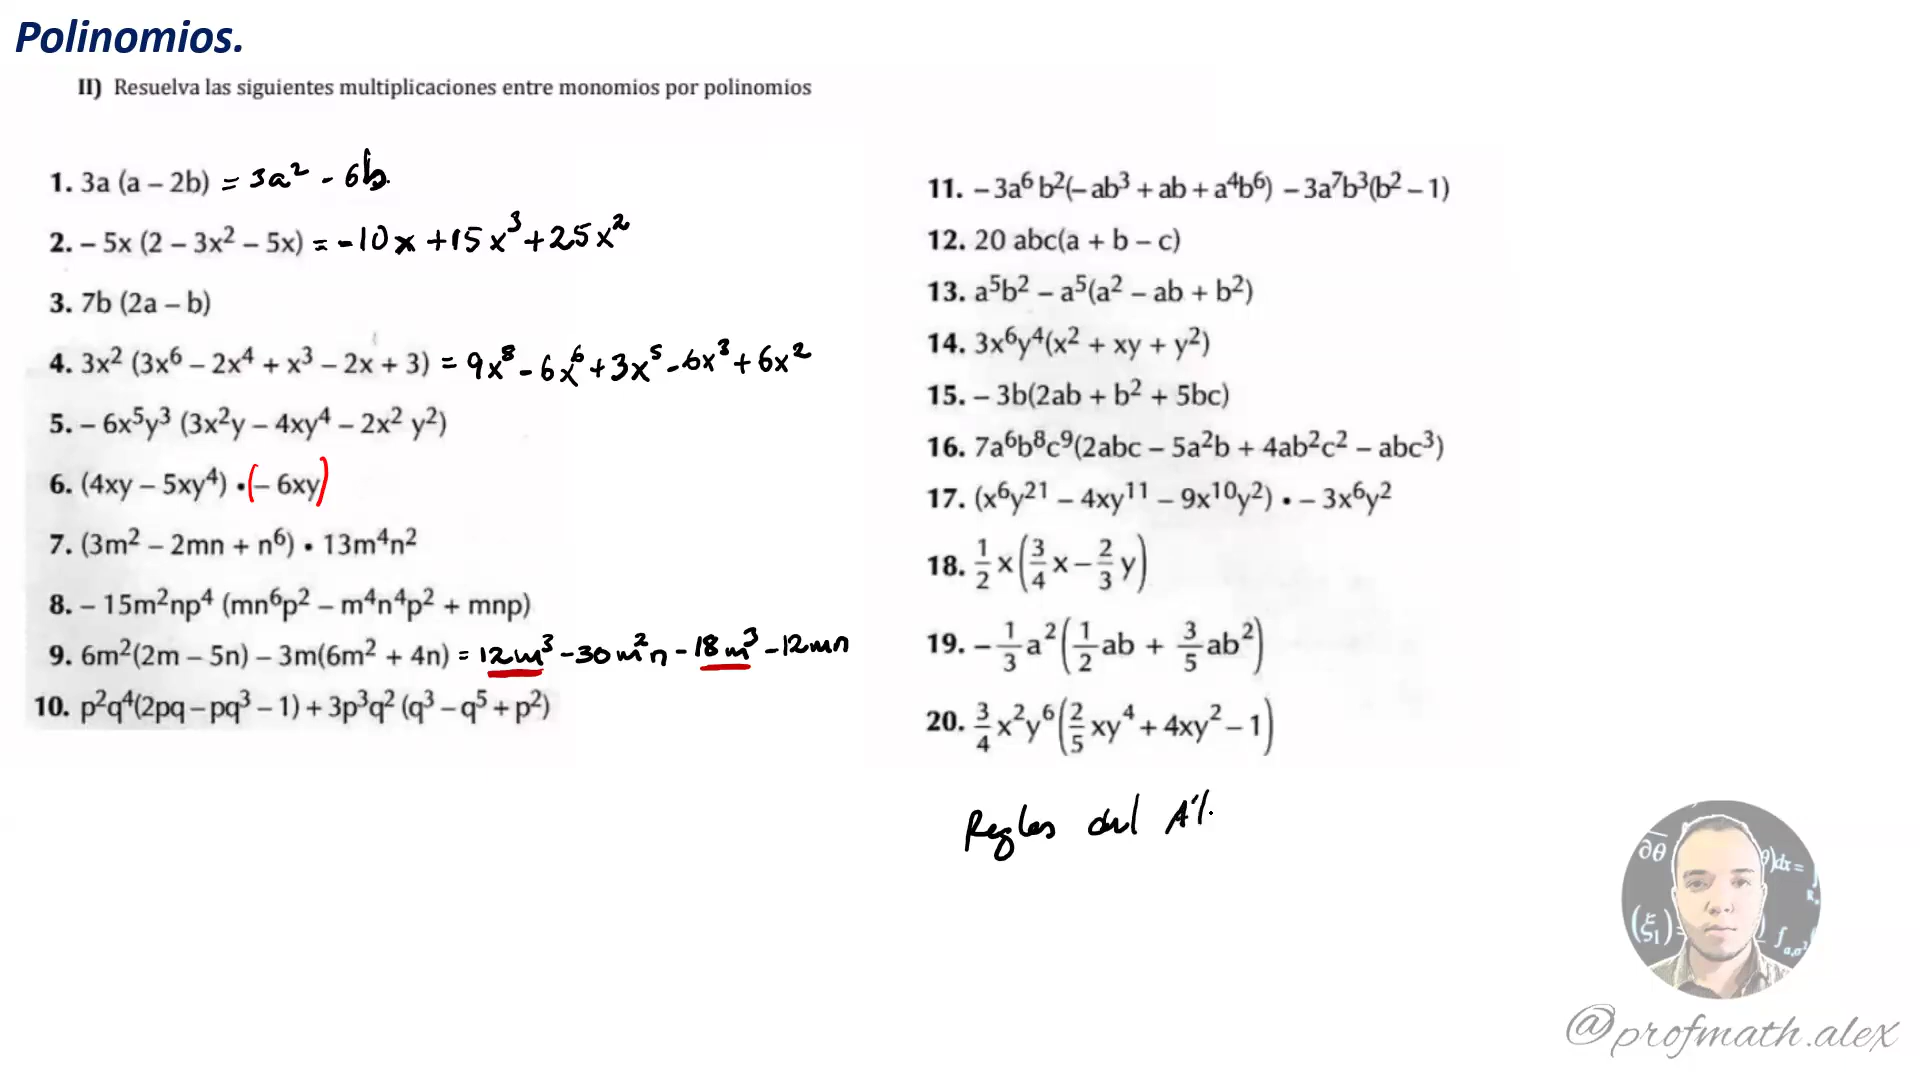 Polinomios.
II) Resuelva las siguientes multiplicaciones entre monomios por polinomios
1. 3a (a – 2b) = 3a² - 6b.
2. – 5x (2 – 3x² – 5x) = -10x +15x³ +25x²
3. 7b (2a – b)
4. 3x² (3x⁶ – 2x⁴ + x³ – 2x + 3) = 9x⁸ - 6x⁶ + 3x⁵ - 6x³ + 6x²
5. – 6x⁵y³ (3x²y – 4xy⁴ – 2x² y²)
6. (4xy – 5xy⁴) • (– 6xy)
7. (3m² – 2mn + n⁶) • 13m⁴n²
8. – 15m²np⁴ (mn⁶p² – m⁴n⁴p² + mnp)
9. 6m²(2m – 5n) – 3m(6m² + 4n) = 12m³ - 30m²n - 18m³ - 12mn
10. p²q⁴(2pq – pq³ – 1) + 3p³q² (q³ – q⁵ + p²)
11. – 3a⁶ b²(– ab³ + ab + a⁴b⁶) – 3a⁷b³(b² – 1)
12. 20 abc(a + b – c)
13. a⁵b² – a⁵(a² – ab + b²)
14. 3x⁶y⁴(x² + xy + y²)
15. – 3b(2ab + b² + 5bc)
16. 7a⁶b⁸c⁹(2abc – 5a²b + 4ab²c² – abc³)
17. (x⁶y²¹ – 4xy¹¹ – 9x¹⁰y²) • – 3x⁶y²
18. 1/2 x (3/4 x – 2/3 y)
19. – 1/3 a² (1/2 ab + 3/5 ab²)
20. 3/4 x²y⁶ (2/5 xy⁴ + 4xy² – 1)
Reglas del
@profmath.alex